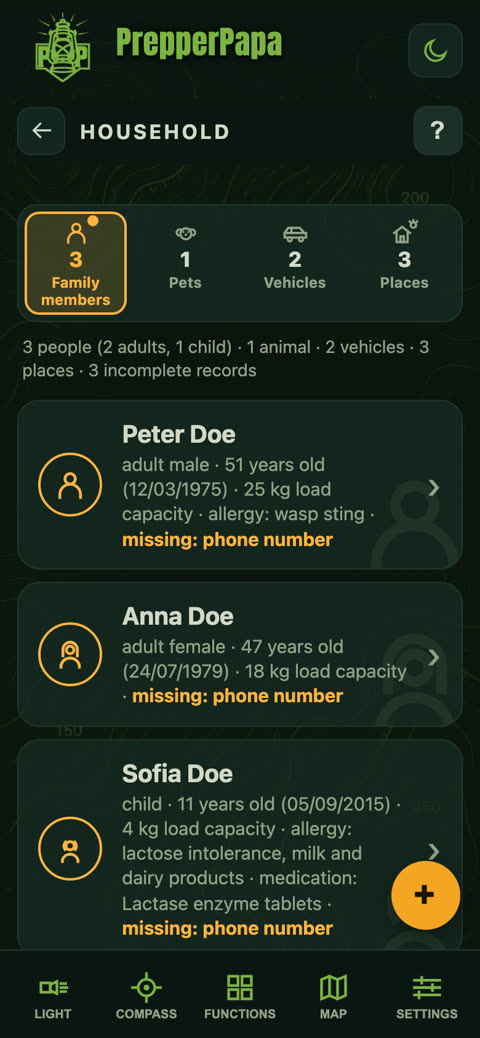 PrepperPapa
HOUSEHOLD
?
200
3
Family
members
1
Pets
2
Vehicles
3
Places
3 people (2 adults, 1 child) · 1 animal · 2 vehicles · 3
places · 3 incomplete records
Peter Doe
adult male · 51 years old
(12/03/1975) · 25 kg load
capacity · allergy: wasp sting ·
missing: phone number
Anna Doe
adult female · 47 years old
(24/07/1979) · 18 kg load capacity
· missing: phone number
150
Sofia Doe
child · 11 years old (05/09/2015) ·
4 kg load capacity · allergy:
lactose intolerance, milk and
dairy products · medication:
Lactase enzyme tablets ·
missing: phone number
+
LIGHT
COMPASS
FUNCTIONS
MAP
SETTINGS